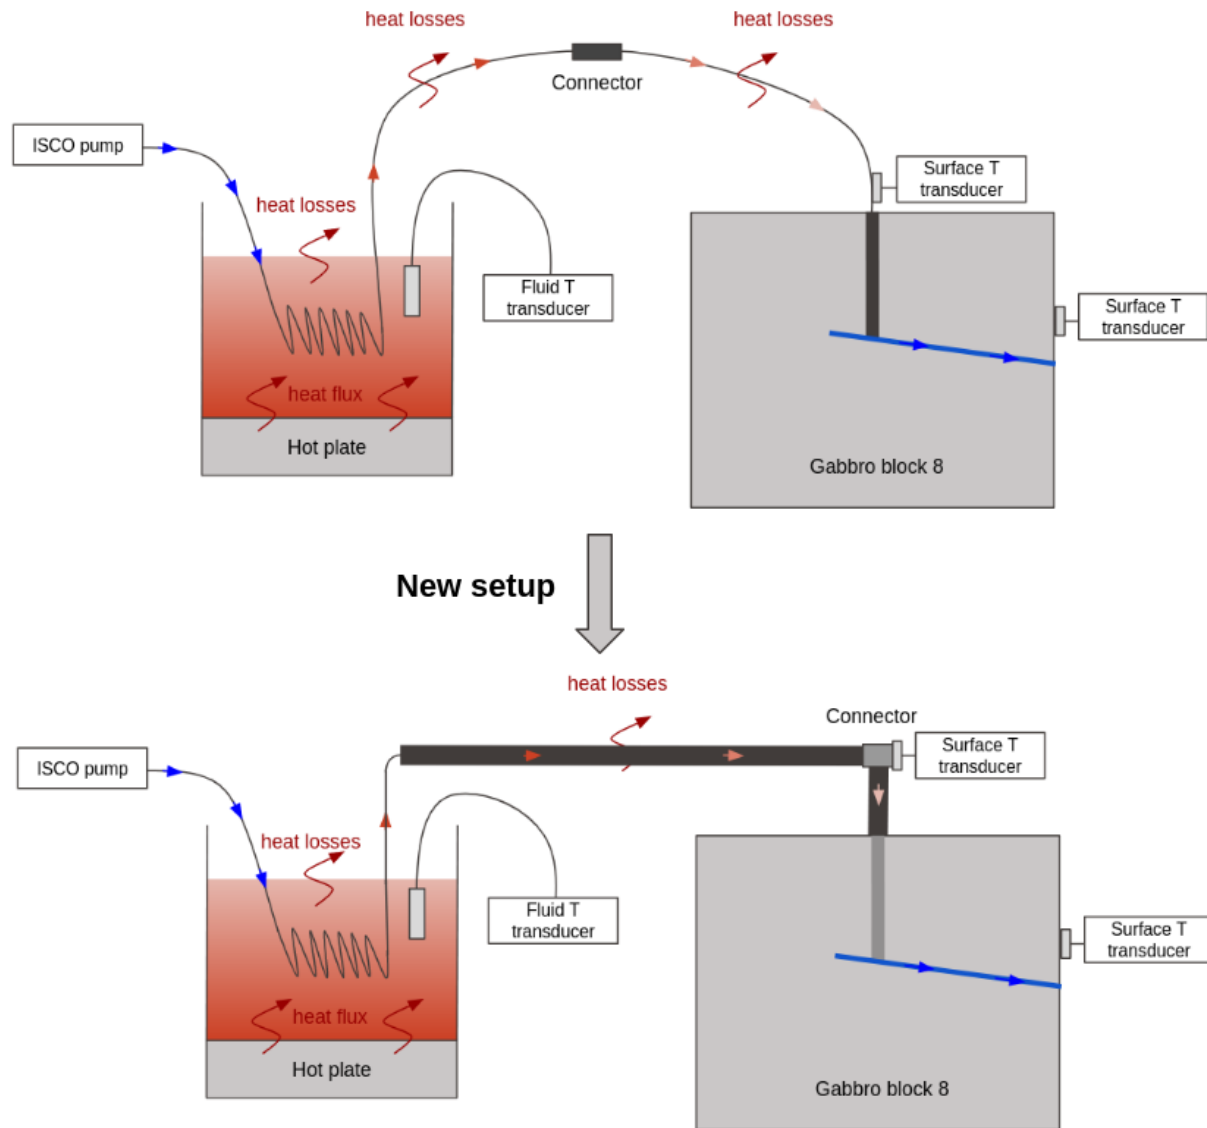 heat losses
heat losses
Connector
ISCO pump
Surface T
transducer
heat losses
Fluid T
transducer
Surface T
transducer
heat flux
Hot plate
Gabbro block 8
New setup
heat losses
Connector
ISCO pump
Surface T
transducer
heat losses
Fluid T
transducer
Surface T
transducer
heat flux
Hot plate
Gabbro block 8